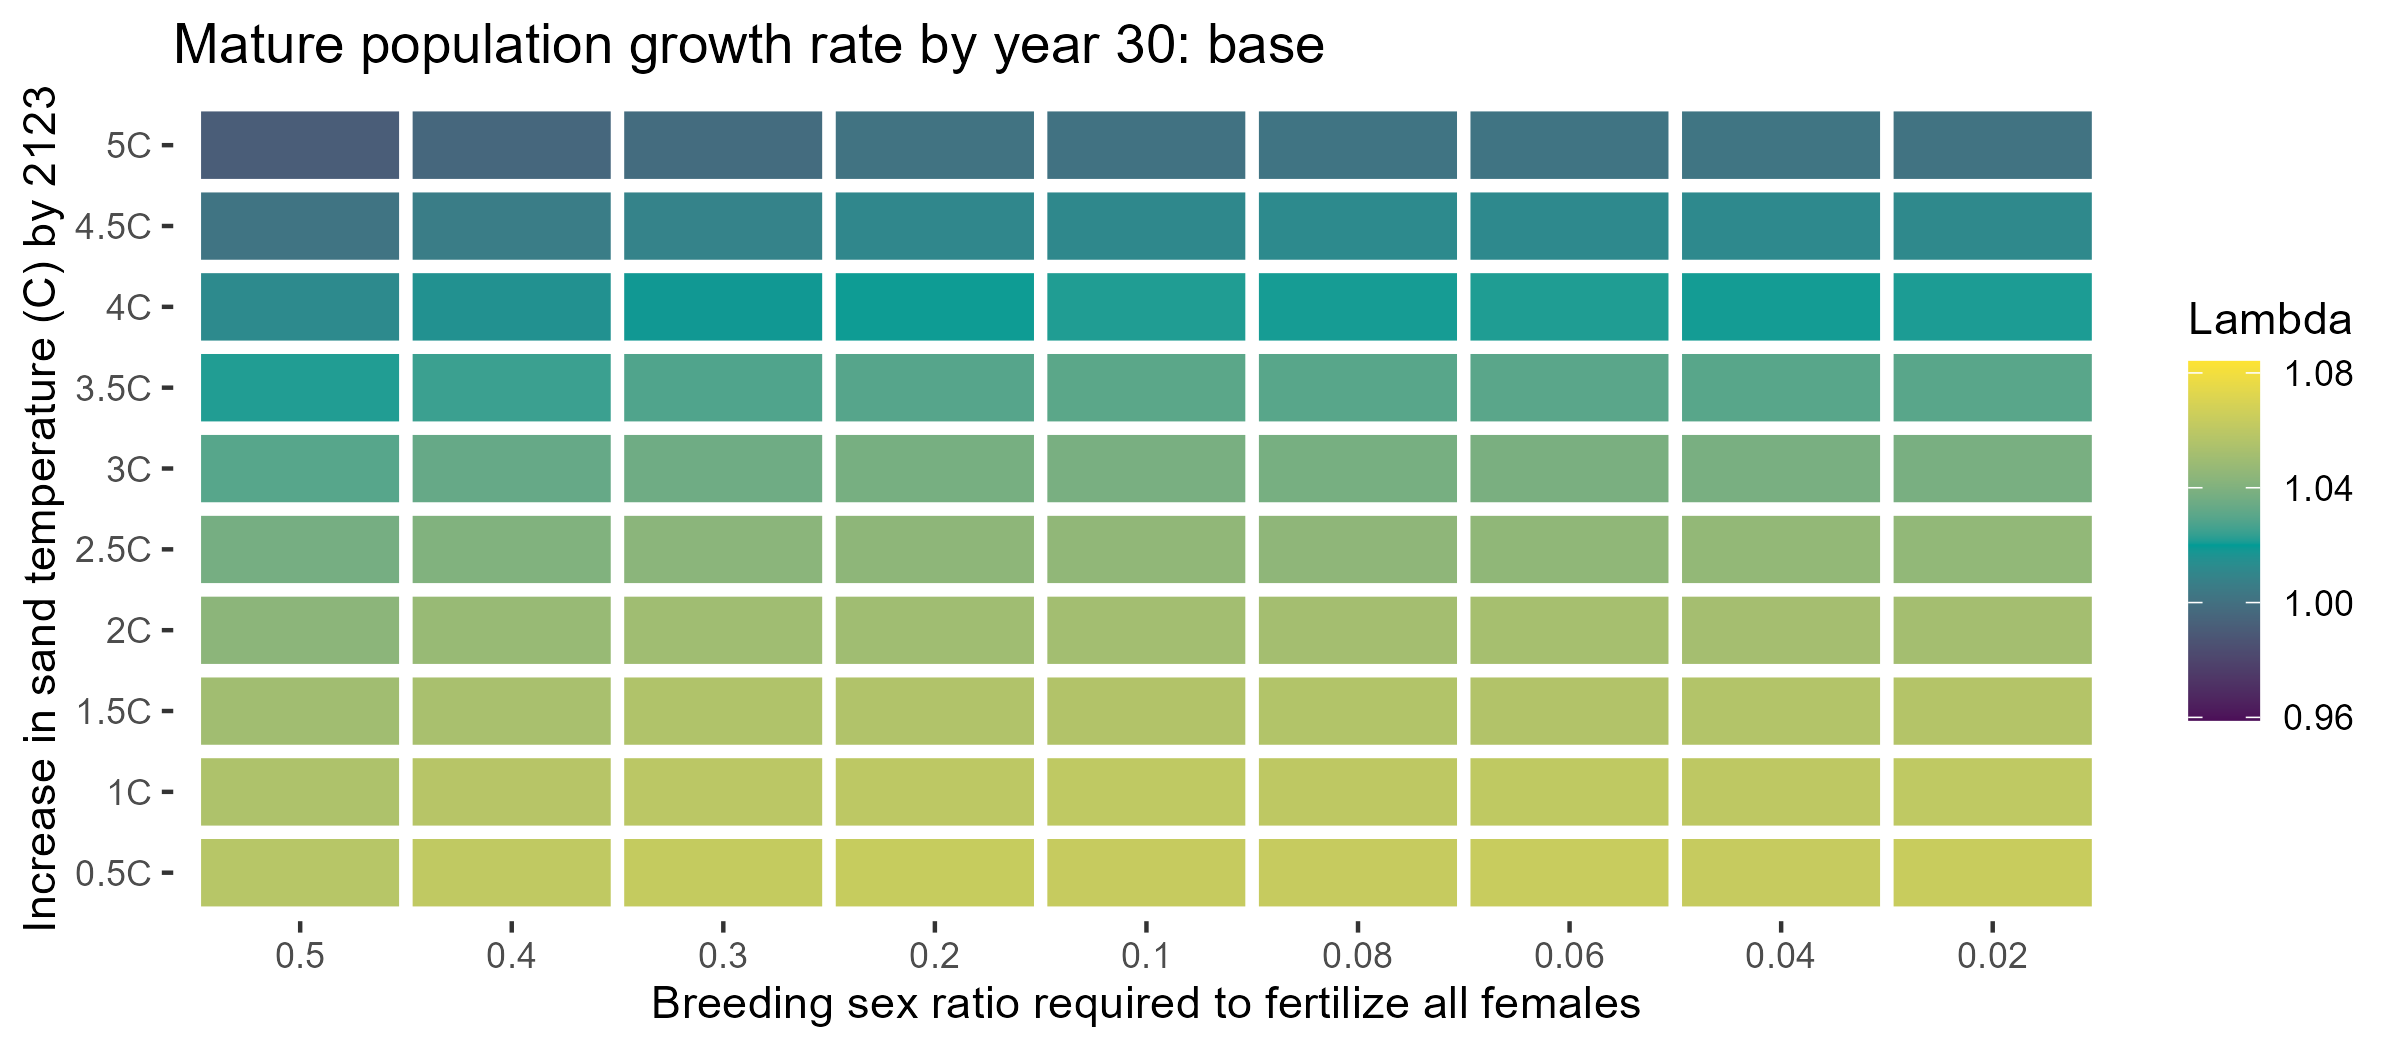 Mature population growth rate by year 30: base
Increase in sand temperature (C) by 2123
5C
4.5C
4C
3.5C
3C
2.5C
2C
1.5C
1C
0.5C
0.5 0.4 0.3 0.2 0.1 0.08 0.06 0.04 0.02
Breeding sex ratio required to fertilize all females
Lambda
1.08
1.04
1.00
0.96